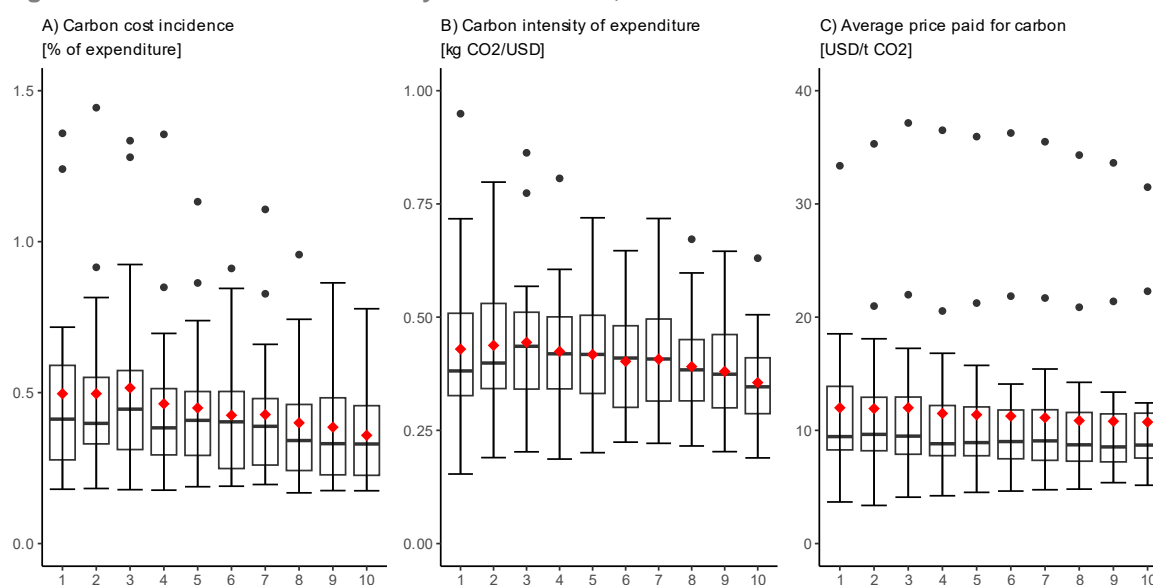 A) Carbon cost incidence
[% of expenditure]
1.5
1.0
0.5
0.0
1 2 3 4 5 6 7 8 9 10
B) Carbon intensity of expenditure
[kg CO2/USD]
1.00
0.75
0.50
0.25
0.00
1 2 3 4 5 6 7 8 9 10
C) Average price paid for carbon
[USD/t CO2]
40
30
20
10
0
1 2 3 4 5 6 7 8 9 10